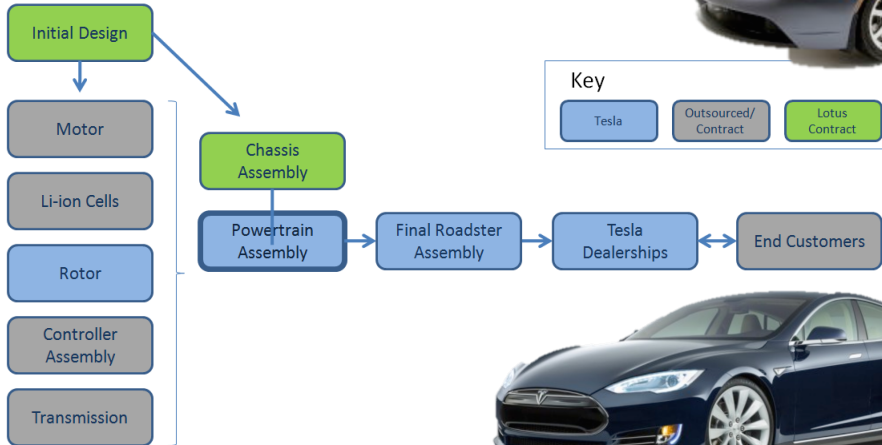 Initial Design
Key
Tesla
Outsourced/
Contract
Lotus
Contract
Motor
Chassis
Assembly
Li-ion Cells
Powertrain
Assembly
Final Roadster
Assembly
Tesla
Dealerships
End Customers
Rotor
Controller
Assembly
Transmission